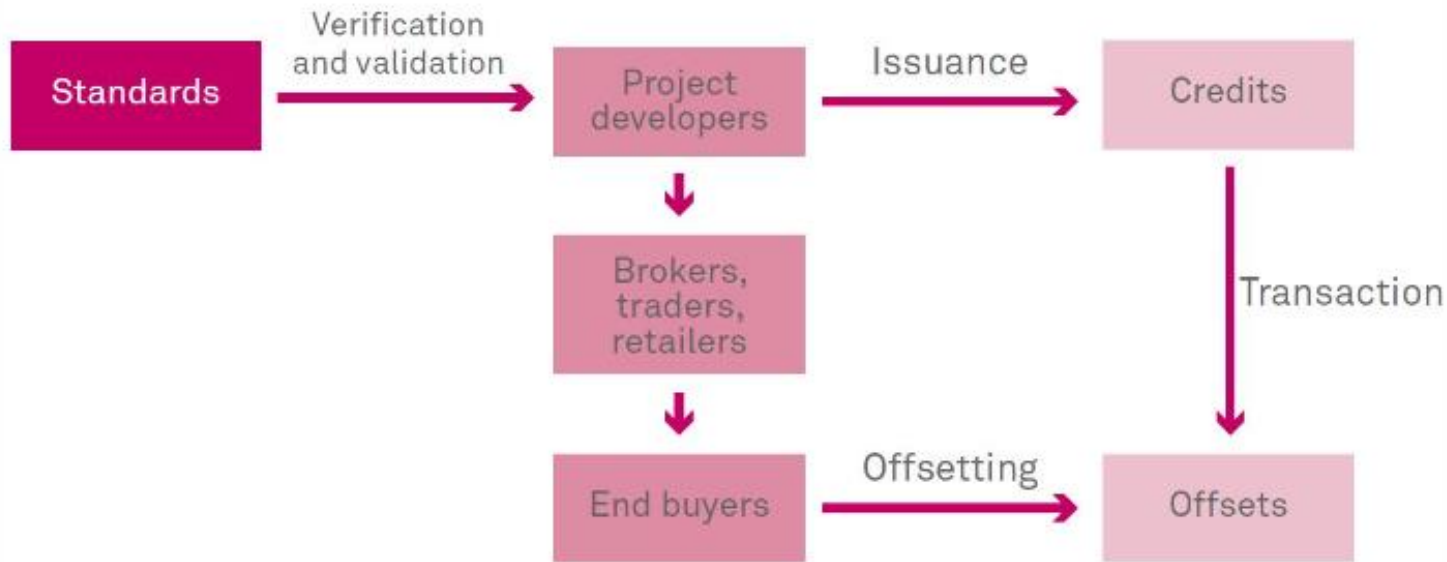 Verification
and validation
Standards
Project
developers
Issuance
Credits
Brokers,
traders,
retailers
Transaction
End buyers
Offsetting
Offsets